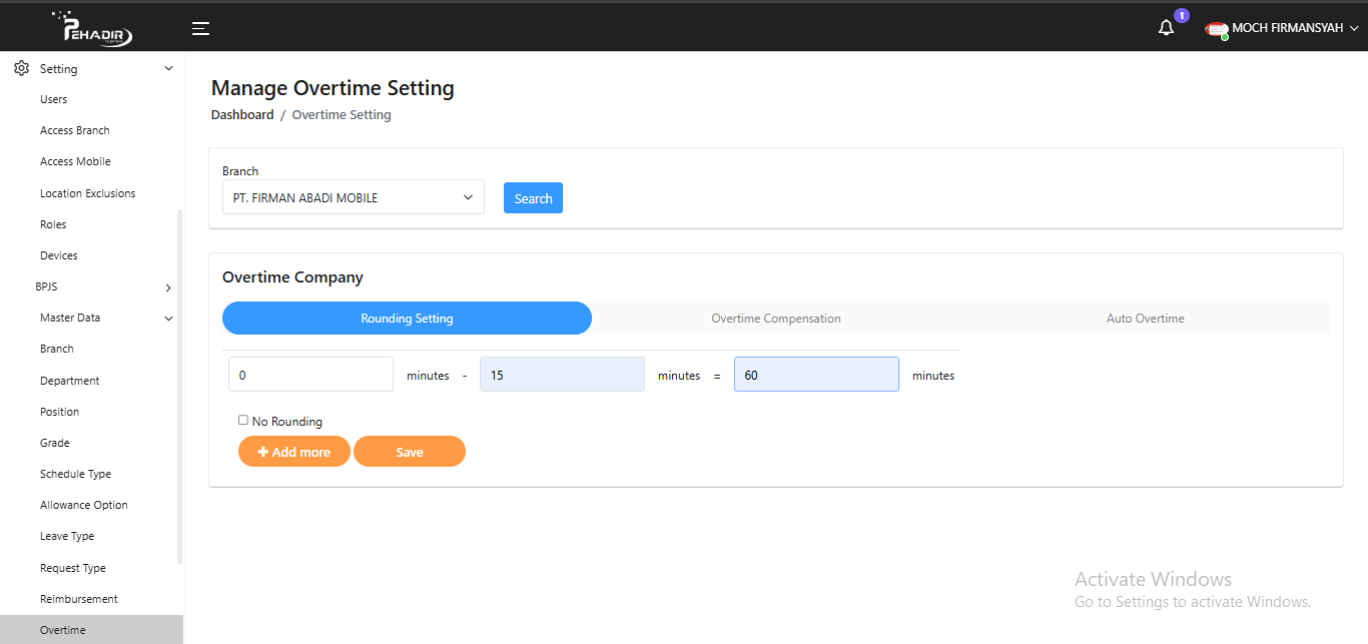 PEHADIR
1
MOCH FIRMANSYAH
Setting
Users
Access Branch
Access Mobile
Location Exclusions
Roles
Devices
BPJS
Master Data
Branch
Department
Position
Grade
Schedule Type
Allowance Option
Leave Type
Request Type
Reimbursement
Overtime
Manage Overtime Setting
Dashboard / Overtime Setting
Branch
PT. FIRMAN ABADI MOBILE
Search
Overtime Company
Rounding Setting Overtime Compensation Auto Overtime
0 minutes - 15 minutes = 60 minutes
No Rounding
+ Add more Save
Activate Windows
Go to Settings to activate Windows.